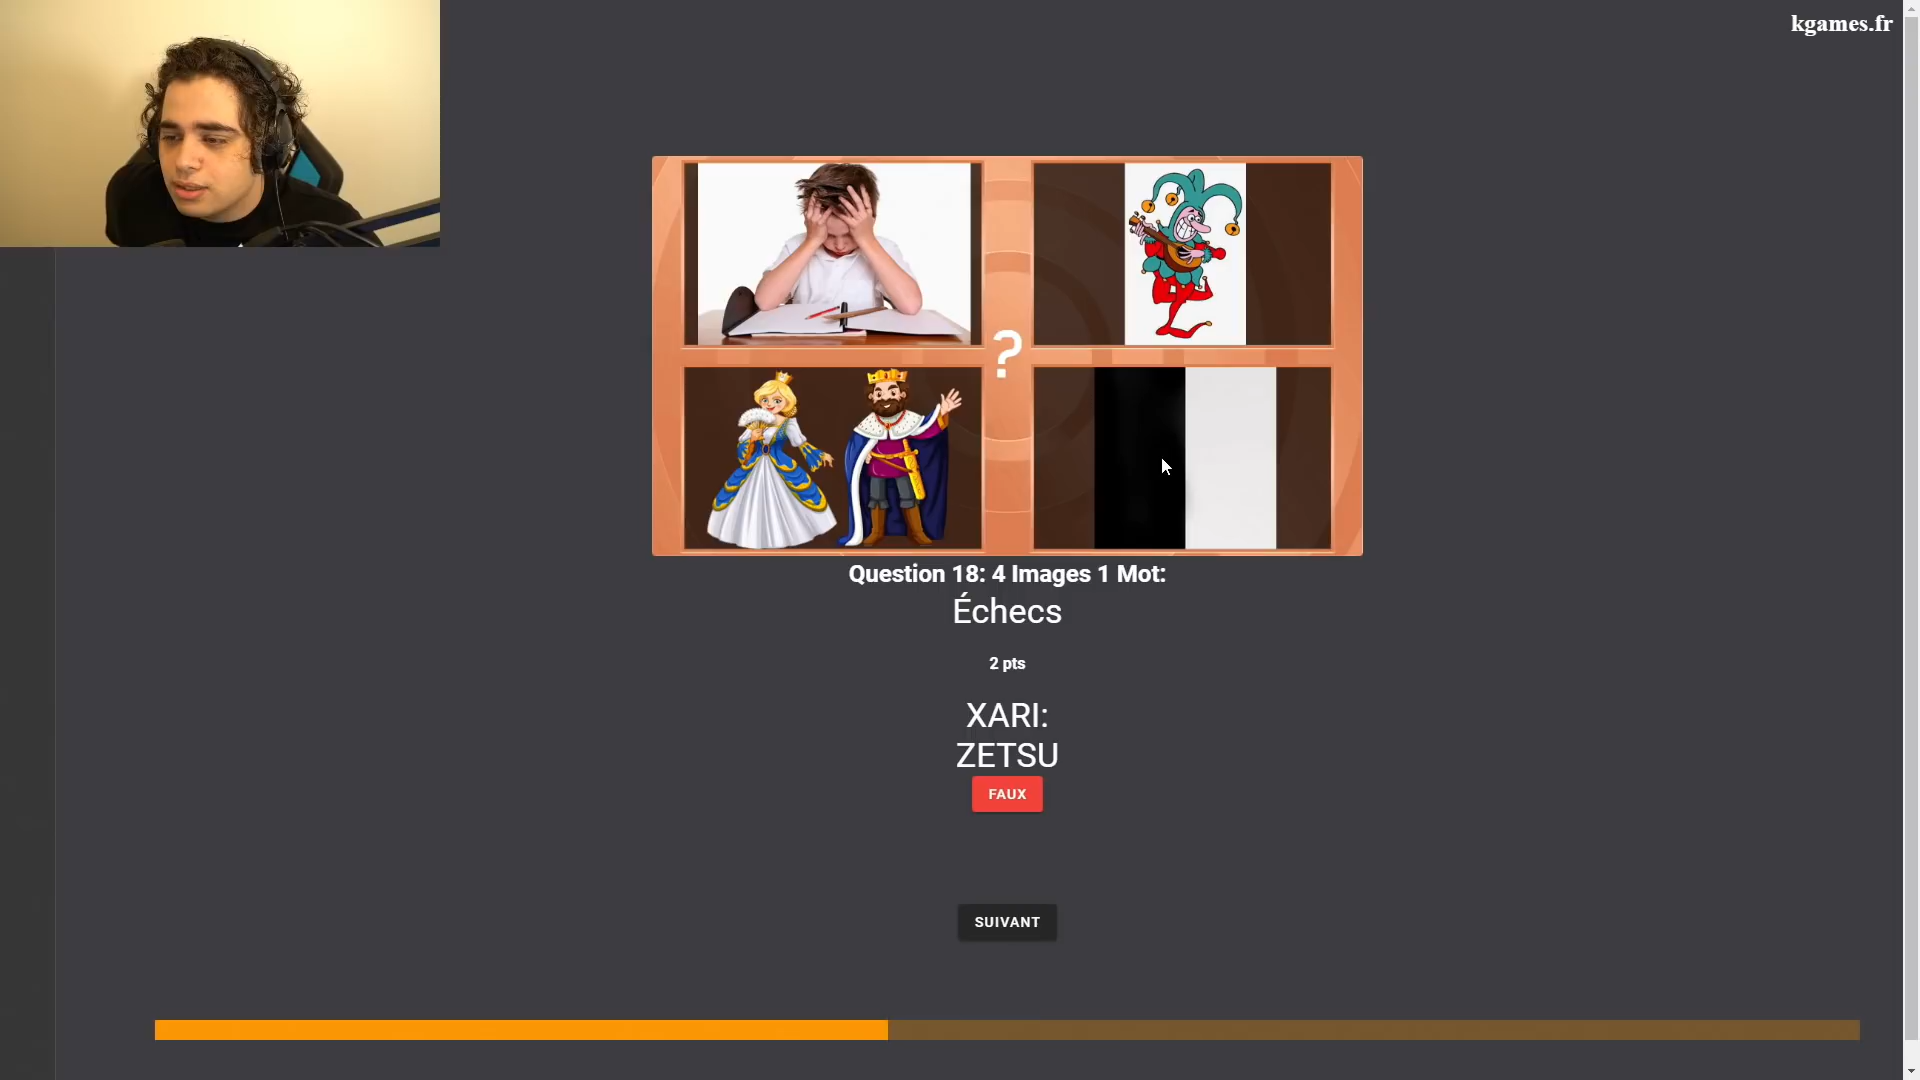 kgames.fr
?
Question 18: 4 Images 1 Mot:
Échecs
2 pts
XARI:
ZETSU
FAUX
SUIVANT